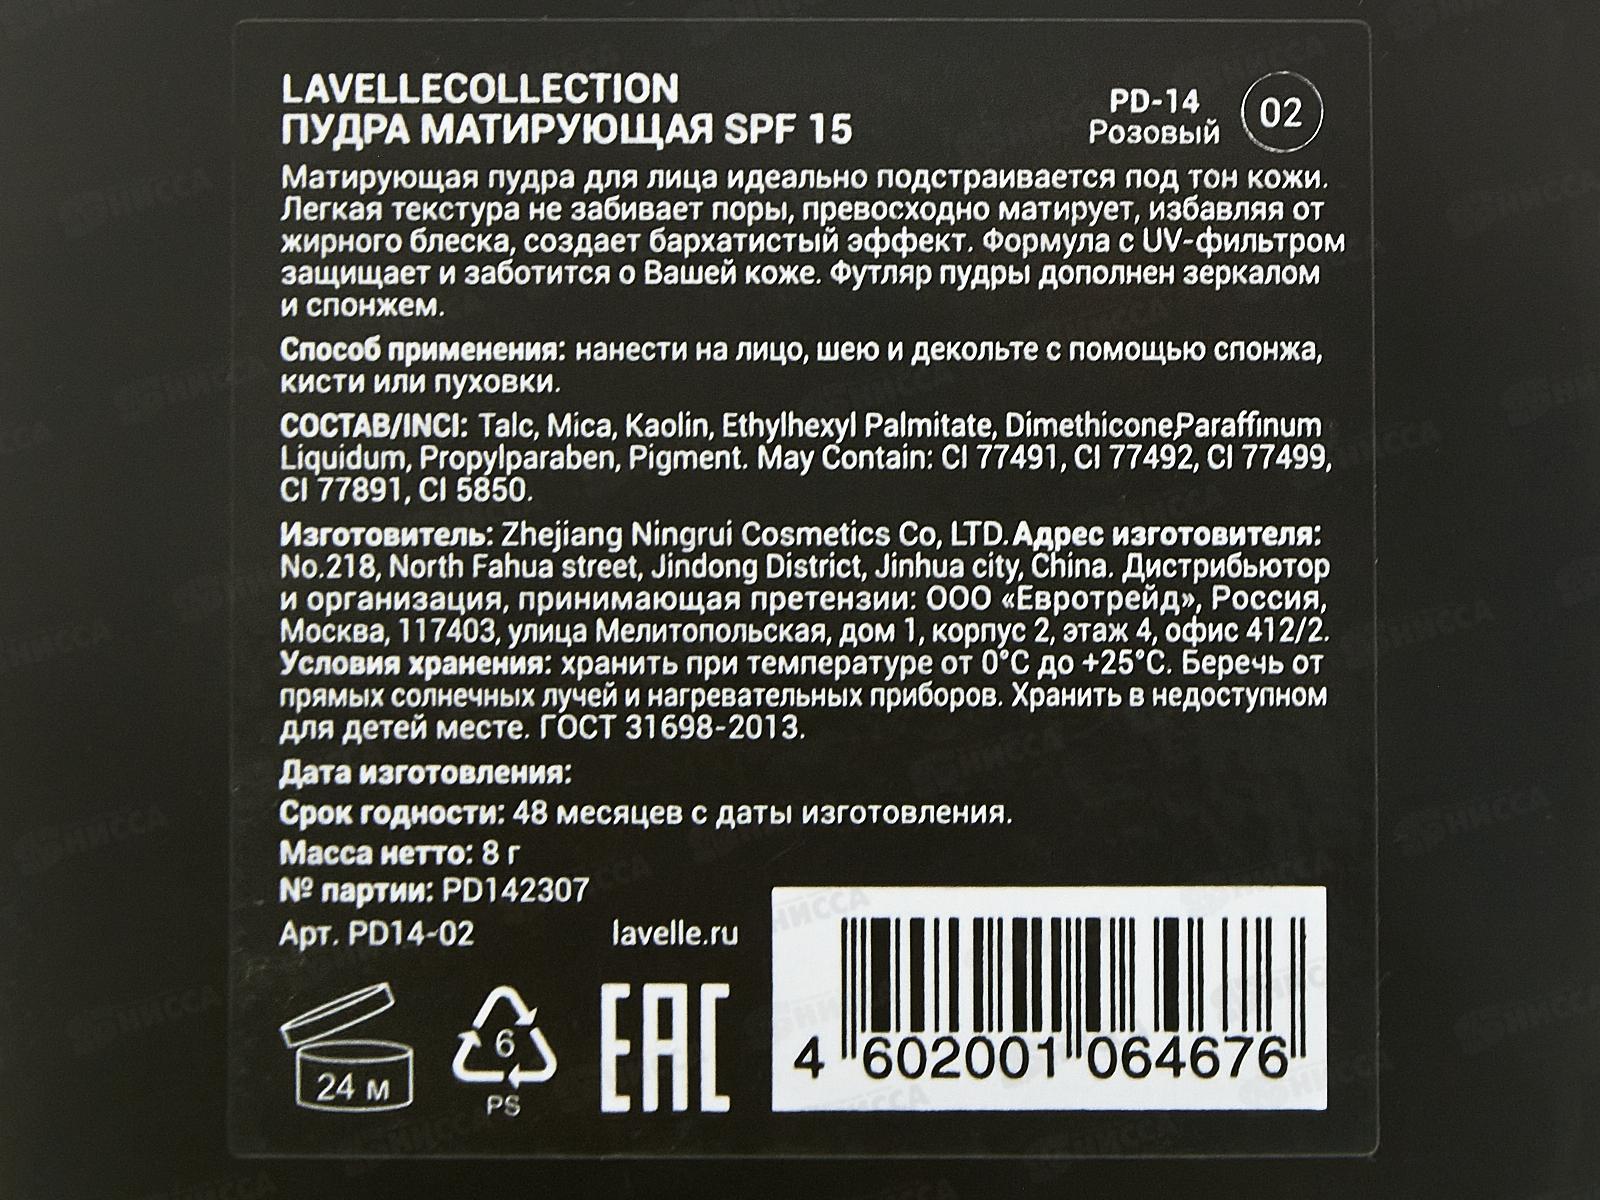 LAVELLECOLLECTION
ПУДРА МАТИРУЮЩАЯ SPF 15
PD-14
Розовый
02
Матирующая пудра для лица идеально подстраивается под тон кожи.
Легкая текстура не забивает поры, превосходно матирует, избавляя от
жирного блеска, создает бархатистый эффект. Формула с UV-фильтром
защищает и заботится о Вашей коже. Футляр пудры дополнен зеркалом
и спонжем.
Способ применения: нанести на лицо, шею и декольте с помощью спонжа,
кисти или пуховки.
СОСТАВ/INCI: Talc, Mica, Kaolin, Ethylhexyl Palmitate, Dimethicone,Paraffinum
Liquidum, Propylparaben, Pigment. May Contain: CI 77491, CI 77492, CI 77499,
CI 77891, CI 5850.
Изготовитель: Zhejiang Ningrui Cosmetics Co, LTD. Адрес изготовителя:
No.218, North Fahua street, Jindong District, Jinhua city, China. Дистрибьютор
и организация, принимающая претензии: ООО «Евротрейд», Россия,
Москва, 117403, улица Мелитопольская, дом 1, корпус 2, этаж 4, офис 412/2.
Условия хранения: хранить при температуре от 0°C до +25°C. Беречь от
прямых солнечных лучей и нагревательных приборов. Хранить в недоступном
для детей месте. ГОСТ 31698-2013.
Дата изготовления:
Срок годности: 48 месяцев с даты изготовления.
Масса нетто: 8 г
№ партии: PD142307
Арт. PD14-02
lavelle.ru
24 м
6
PS
EAC
4 602001 064676
НИССА